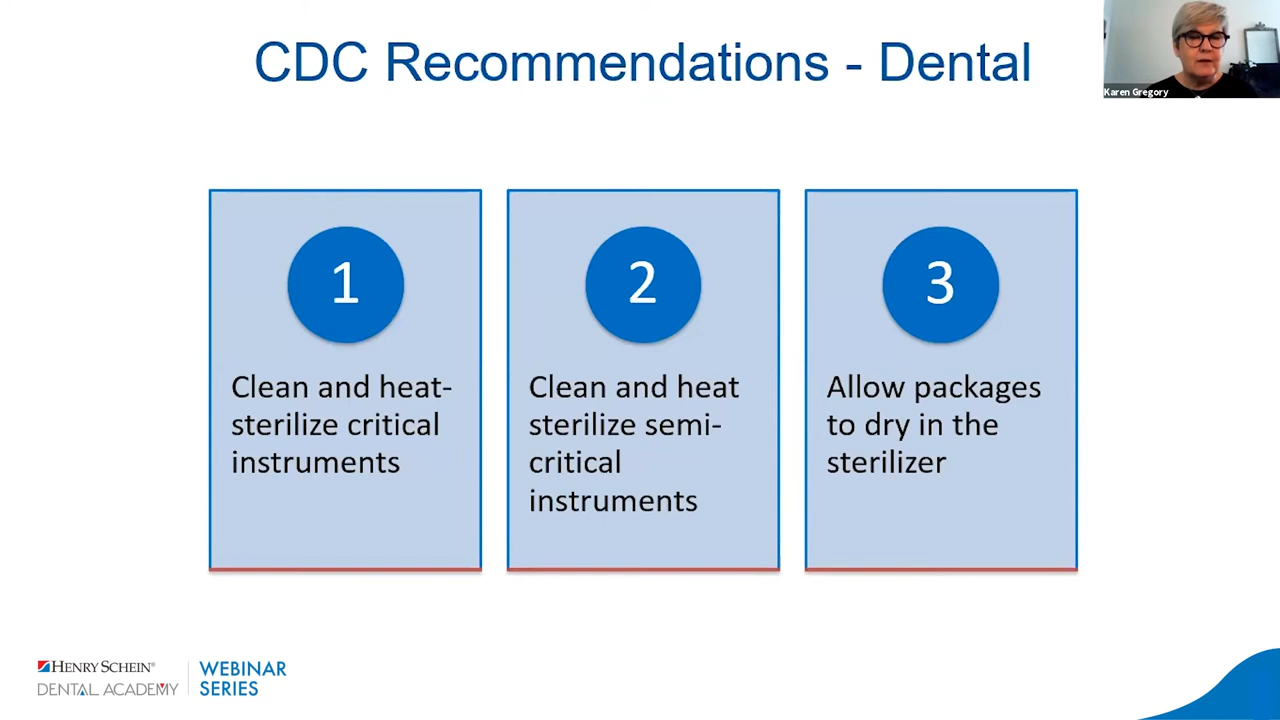 CDC Recommendations - Dental
Karen Gregory
1
Clean and heat-
sterilize critical
instruments
2
Clean and heat
sterilize semi-
critical
instruments
3
Allow packages
to dry in the
sterilizer
HENRY SCHEIN®
DENTAL ACADEMY
WEBINAR
SERIES